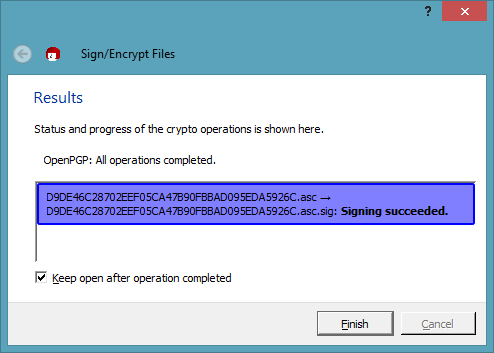 ?
Sign/Encrypt Files
Results
Status and progress of the crypto operations is shown here.
OpenPGP: All operations completed.
D9DE46C28702EEF05CA47B90FBBAD095EDA5926C.asc →
D9DE46C28702EEF05CA47B90FBBAD095EDA5926C.asc.sig: Signing succeeded.
Keep open after operation completed
Finish
Cancel